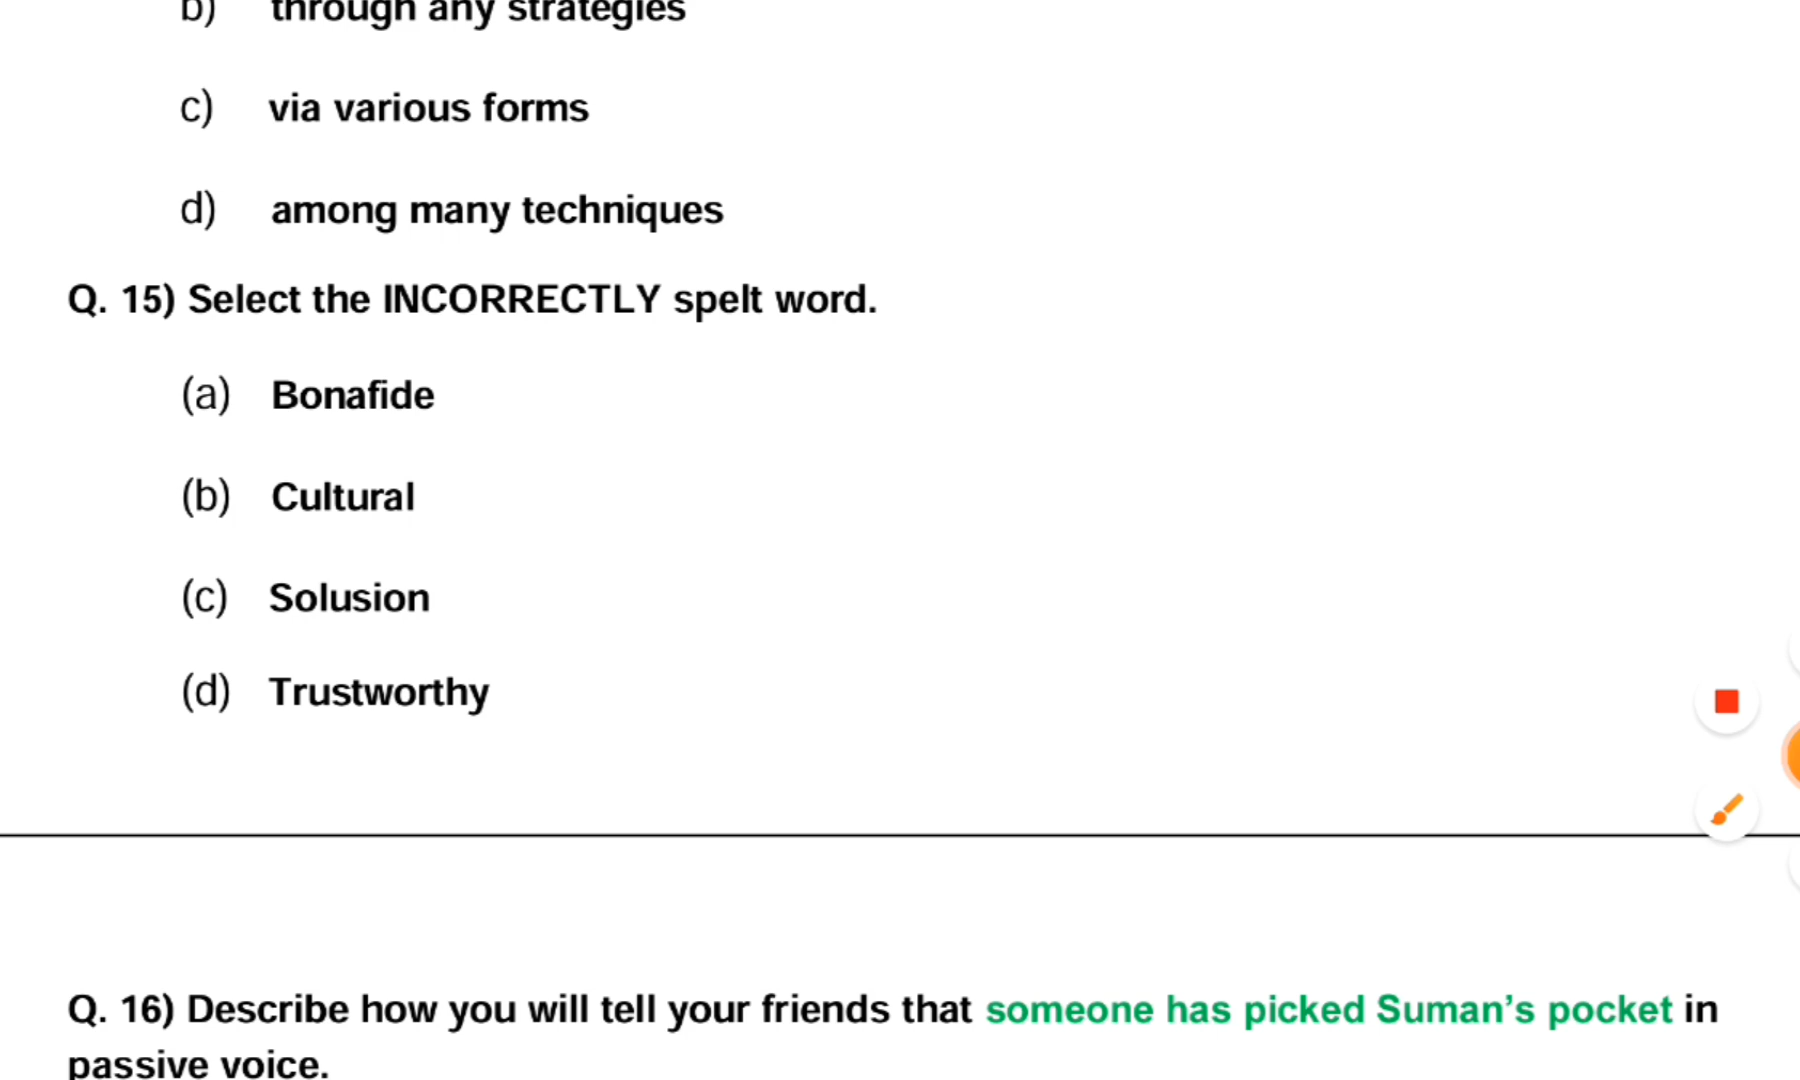 b) through any strategies
c) via various forms
d) among many techniques
Q. 15) Select the INCORRECTLY spelt word.
(a) Bonafide
(b) Cultural
(c) Solusion
(d) Trustworthy
Q. 16) Describe how you will tell your friends that someone has picked Suman’s pocket in
passive voice.